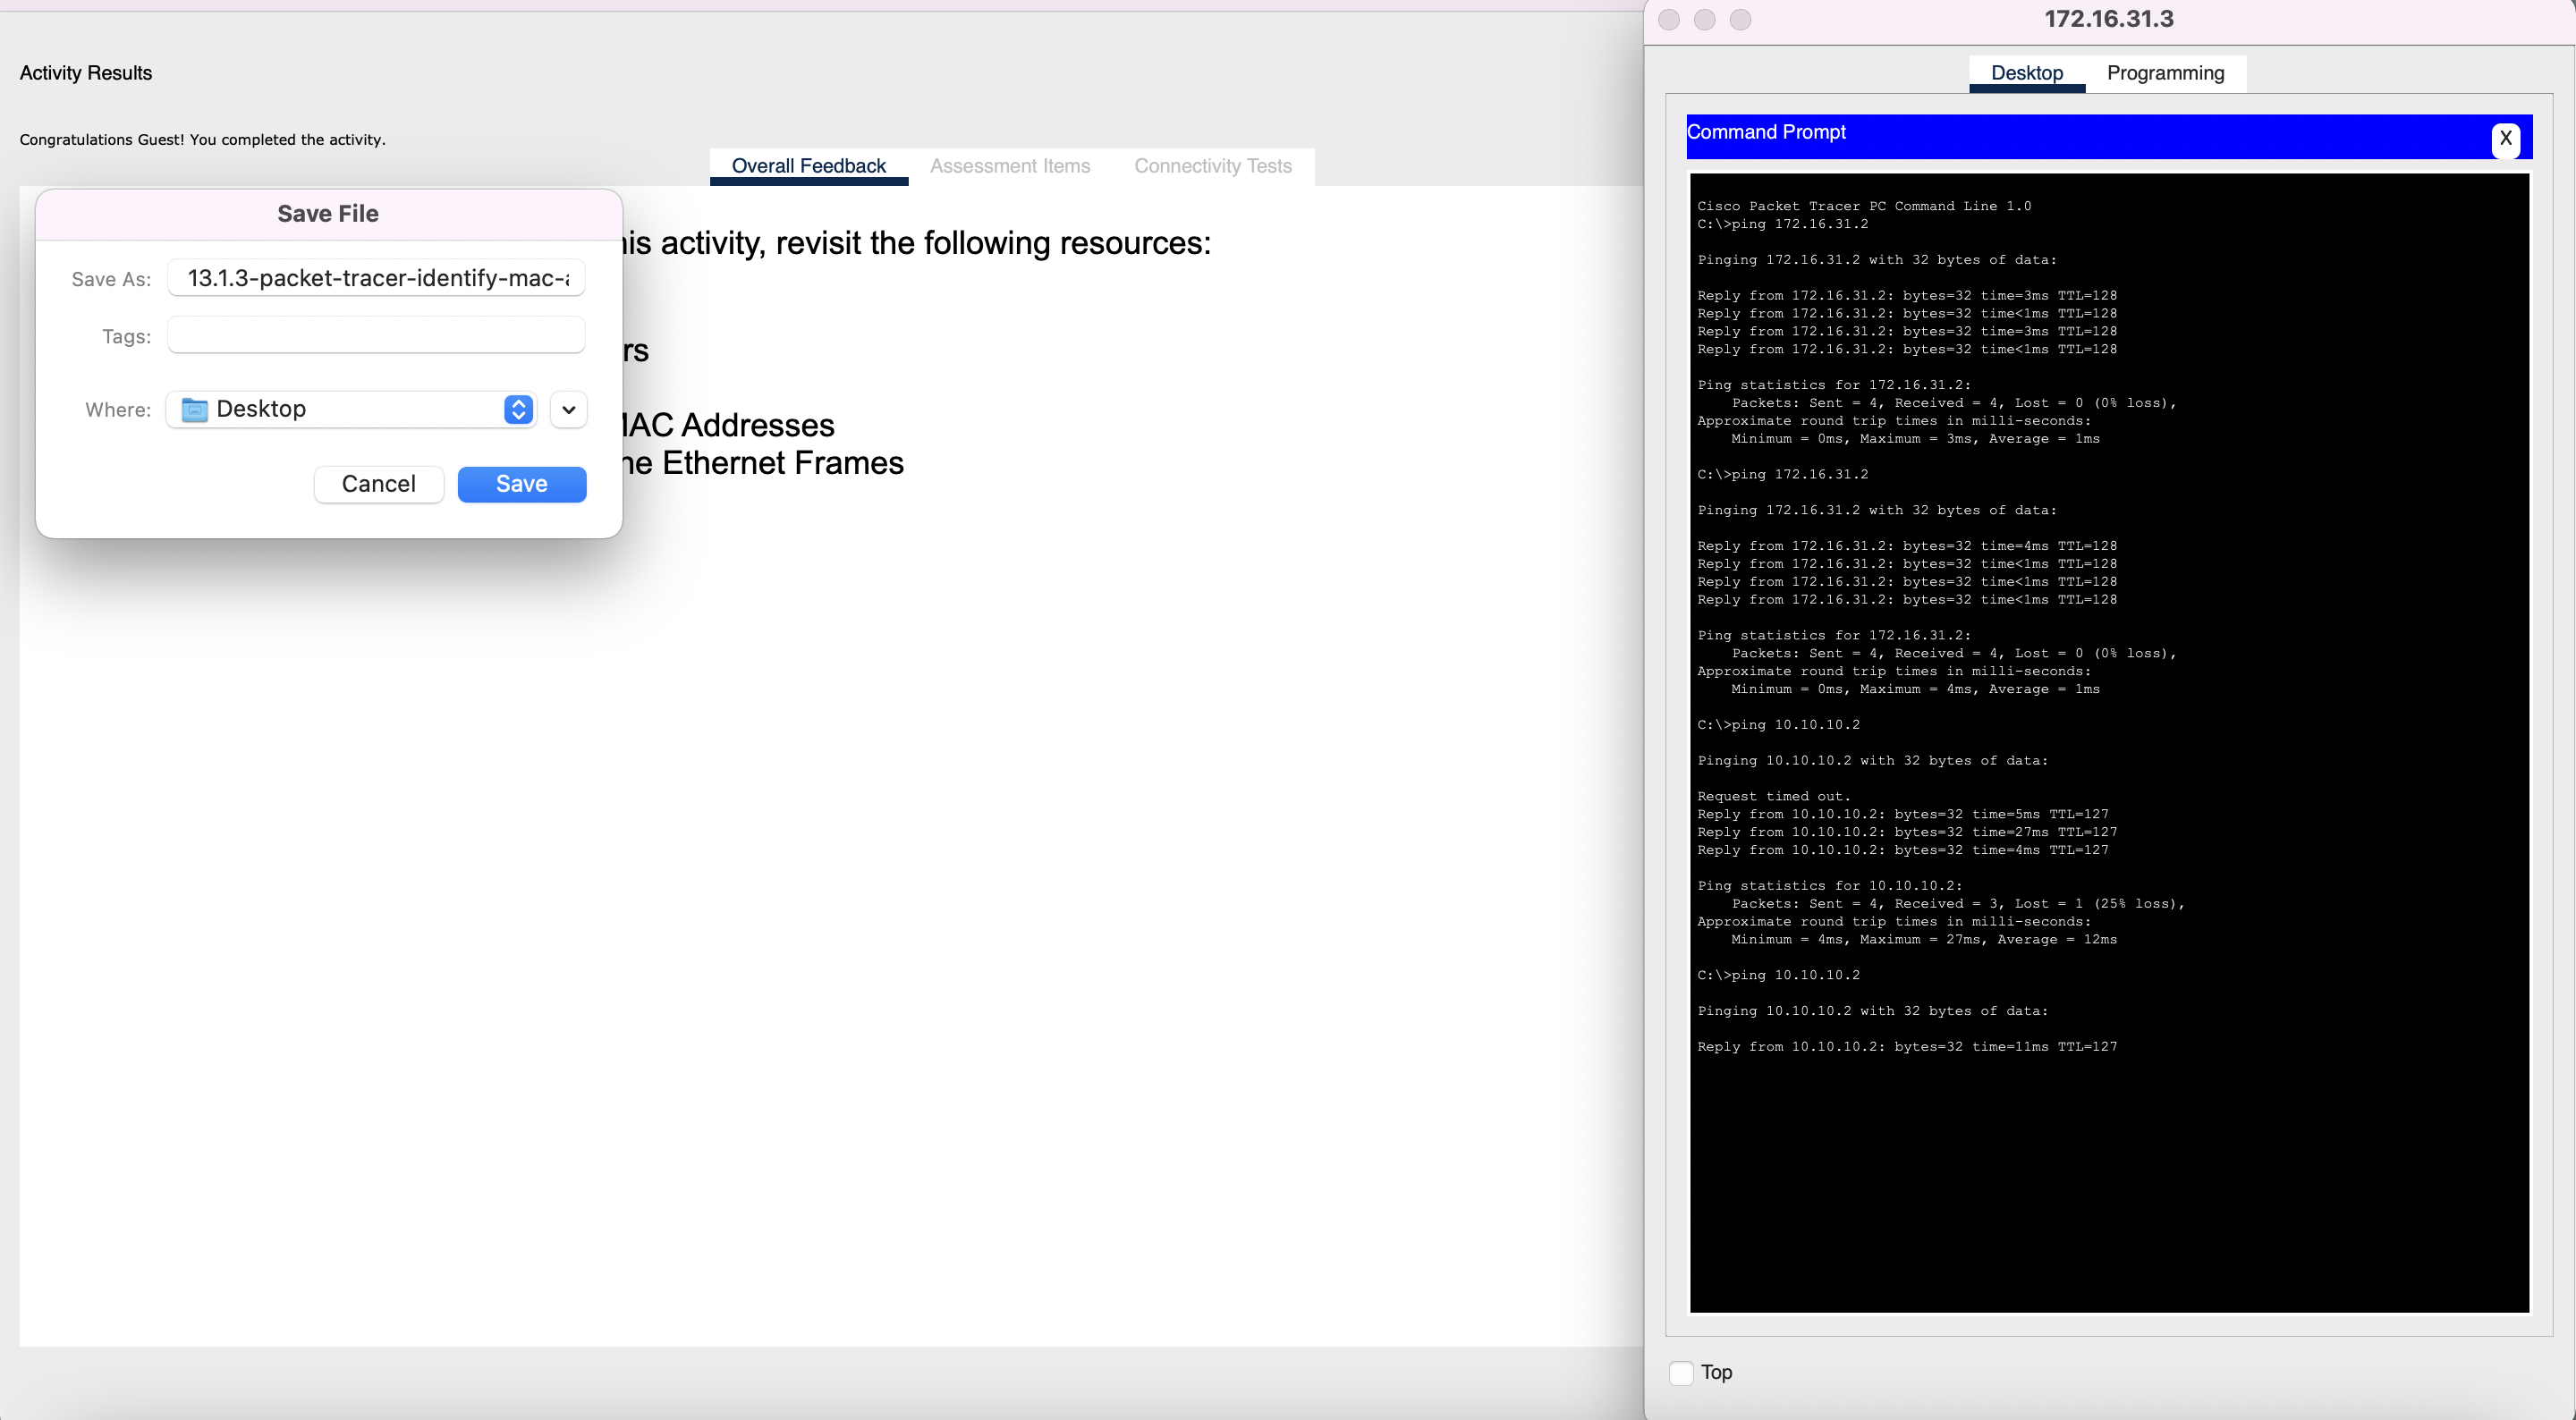 Activity Results
Congratulations Guest! You completed the activity.
Overall Feedback
Assessment Items
Connectivity Tests
Save File
Save As: 13.1.3-packet-tracer-identify-mac-
Tags:
Where: Desktop
Cancel
Save
is activity, revisit the following resources:
rs
AC Addresses
ne Ethernet Frames
172.16.31.3
Desktop
Programming
Command Prompt
X
Cisco Packet Tracer PC Command Line 1.0
C:\>ping 172.16.31.2
Pinging 172.16.31.2 with 32 bytes of data:
Reply from 172.16.31.2: bytes=32 time=3ms TTL=128
Reply from 172.16.31.2: bytes=32 time<1ms TTL=128
Reply from 172.16.31.2: bytes=32 time=3ms TTL=128
Reply from 172.16.31.2: bytes=32 time<1ms TTL=128
Ping statistics for 172.16.31.2:
Packets: Sent = 4, Received = 4, Lost = 0 (0% loss),
Approximate round trip times in milli-seconds:
Minimum = 0ms, Maximum = 3ms, Average = 1ms
C:\>ping 172.16.31.2
Pinging 172.16.31.2 with 32 bytes of data:
Reply from 172.16.31.2: bytes=32 time=4ms TTL=128
Reply from 172.16.31.2: bytes=32 time<1ms TTL=128
Reply from 172.16.31.2: bytes=32 time<1ms TTL=128
Reply from 172.16.31.2: bytes=32 time<1ms TTL=128
Ping statistics for 172.16.31.2:
Packets: Sent = 4, Received = 4, Lost = 0 (0% loss),
Approximate round trip times in milli-seconds:
Minimum = 0ms, Maximum = 4ms, Average = 1ms
C:\>ping 10.10.10.2
Pinging 10.10.10.2 with 32 bytes of data:
Request timed out.
Reply from 10.10.10.2: bytes=32 time=5ms TTL=127
Reply from 10.10.10.2: bytes=32 time=27ms TTL=127
Reply from 10.10.10.2: bytes=32 time=4ms TTL=127
Ping statistics for 10.10.10.2:
Packets: Sent = 4, Received = 3, Lost = 1 (25% loss),
Approximate round trip times in milli-seconds:
Minimum = 4ms, Maximum = 27ms, Average = 12ms
C:\>ping 10.10.10.2
Pinging 10.10.10.2 with 32 bytes of data:
Reply from 10.10.10.2: bytes=32 time=11ms TTL=127
Top